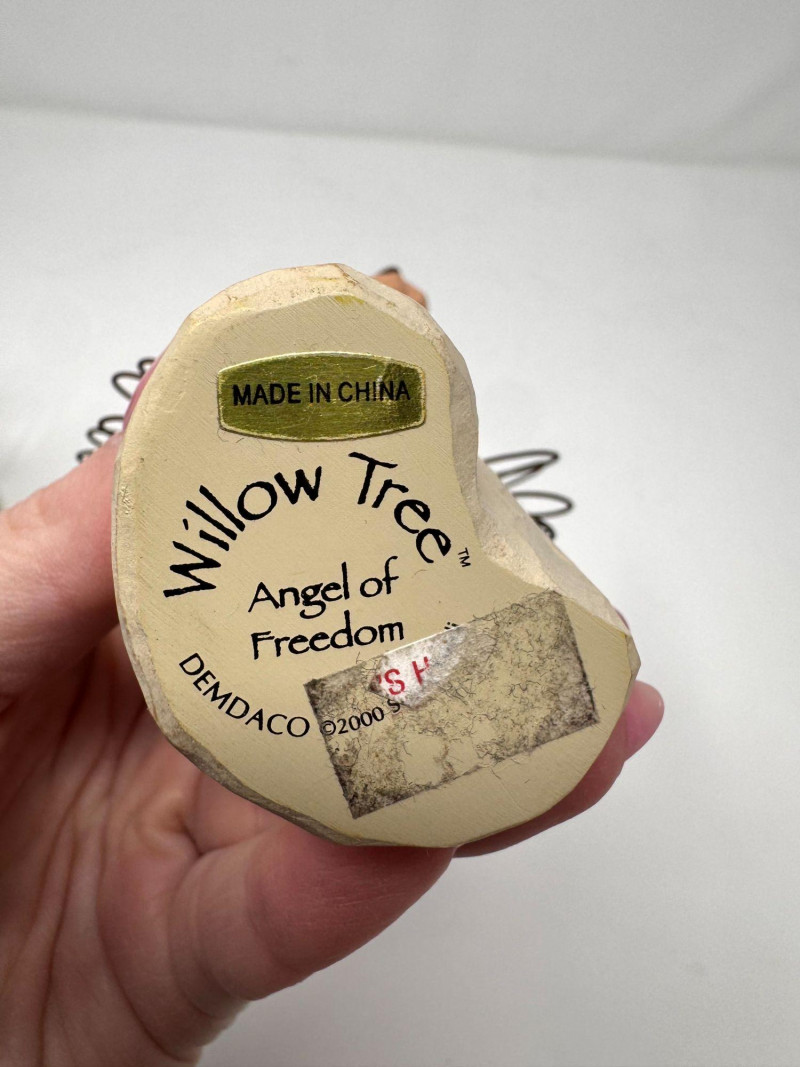 MADE IN CHINA
Willow Tree™
Angel of
Freedom
DEMDACO ©2000 S
'S H